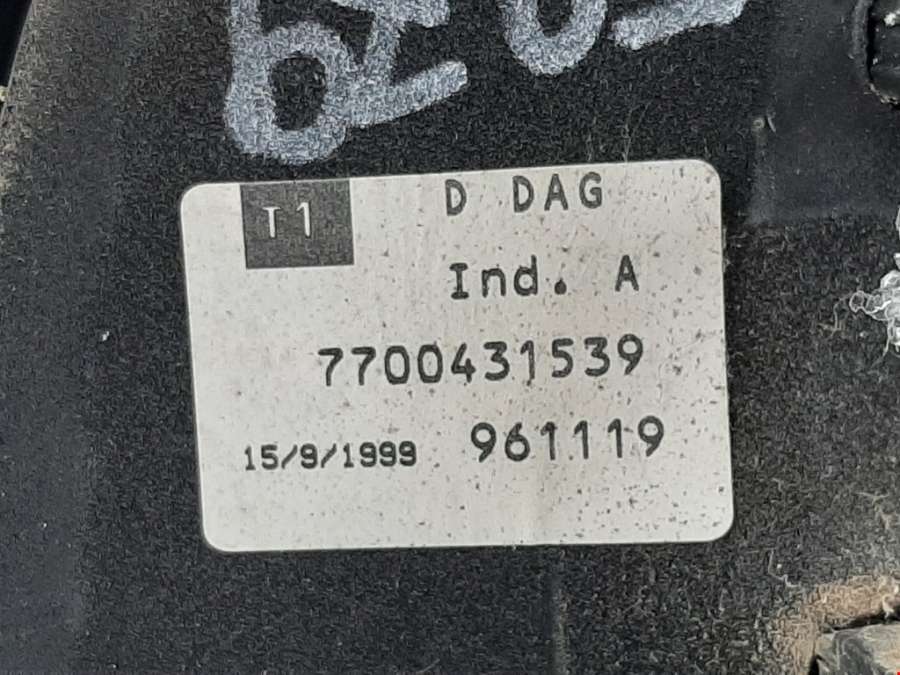 T1
D DAG
Ind. A
7700431539
15/9/1999 961119